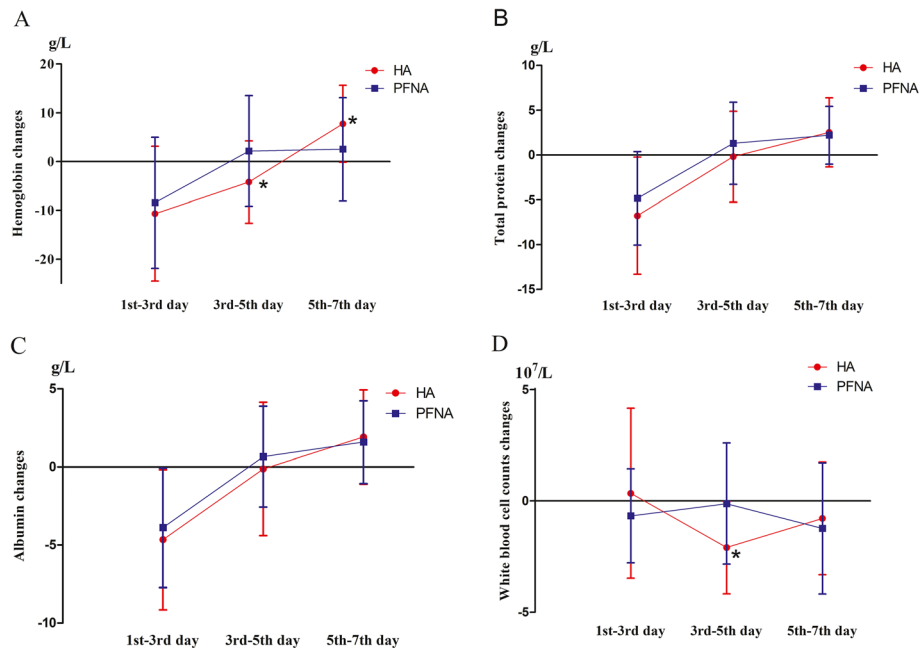 A
g/L
HA
PFNA
Hemoglobin changes
20
10
0
-10
-20
1st-3rd day 3rd-5th day 5th-7th day
*
*
B
g/L
HA
PFNA
Total protein changes
10
5
0
-5
-10
-15
1st-3rd day 3rd-5th day 5th-7th day
C
g/L
HA
PFNA
Albumin changes
5
0
-5
-10
1st-3rd day 3rd-5th day 5th-7th day
D
10⁷/L
HA
PFNA
White blood cell counts changes
5
0
-5
1st-3rd day 3rd-5th day 5th-7th day
*